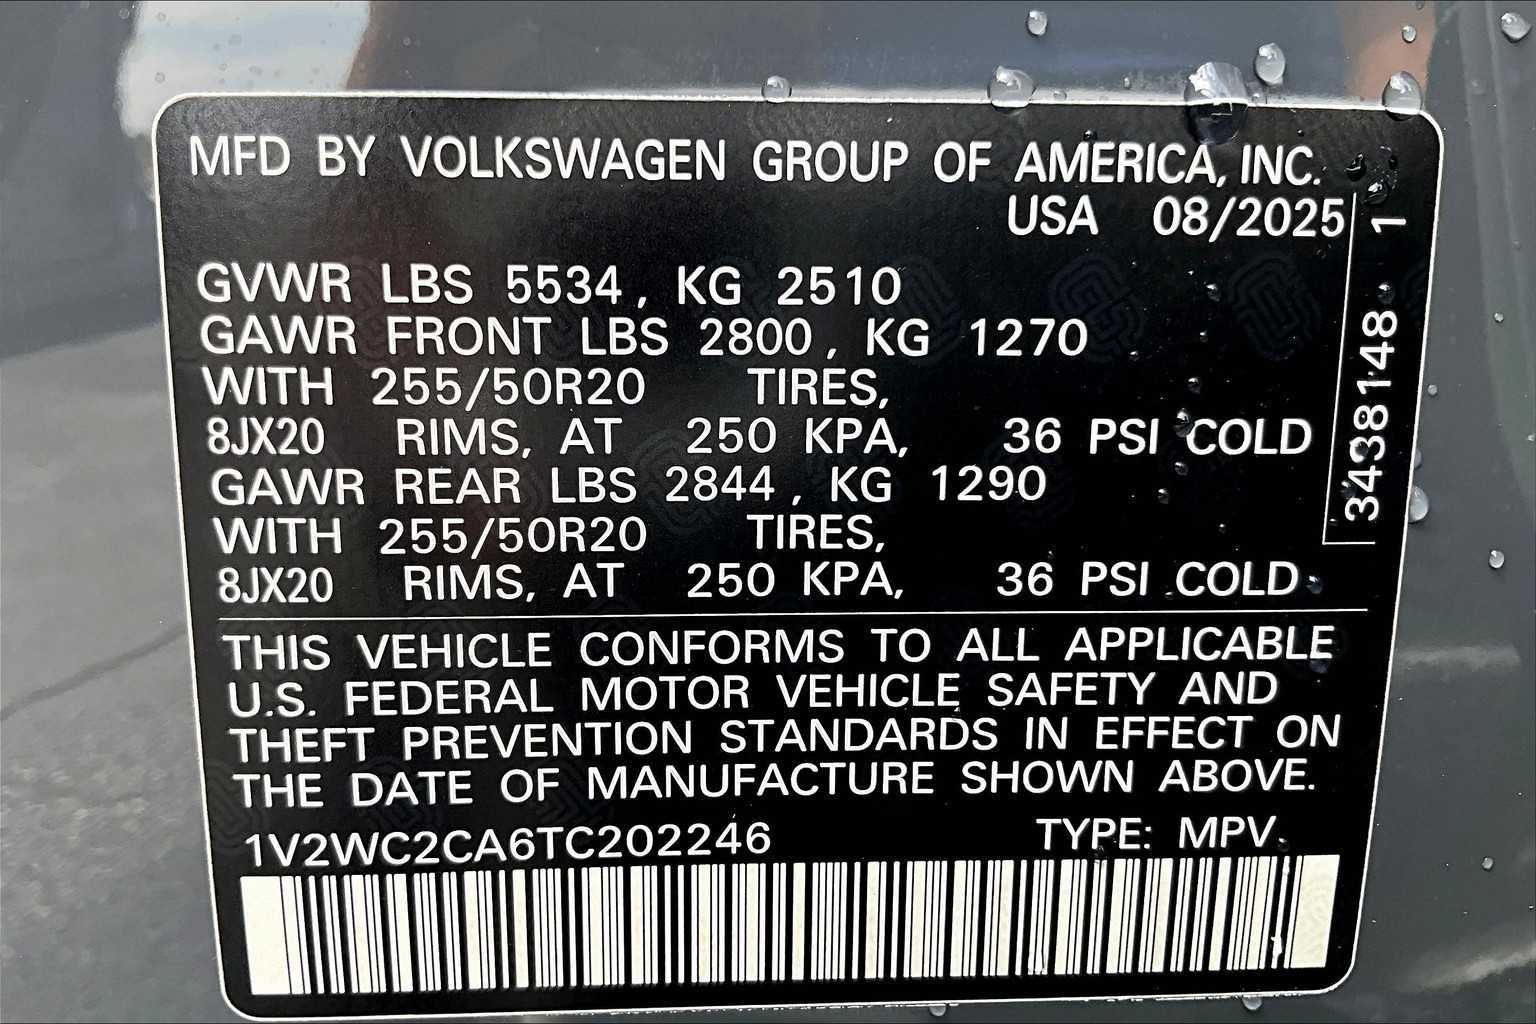 MFD BY VOLKSWAGEN GROUP OF AMERICA, INC.
USA 08/2025
GVWR LBS 5534, KG 2510
GAWR FRONT LBS 2800, KG 1270
WITH 255/50R20 TIRES,
8JX20 RIMS, AT 250 KPA, 36 PSI COLD
GAWR REAR LBS 2844, KG 1290
WITH 255/50R20 TIRES,
8JX20 RIMS, AT 250 KPA, 36 PSI COLD
THIS VEHICLE CONFORMS TO ALL APPLICABLE
U.S. FEDERAL MOTOR VEHICLE SAFETY AND
THEFT PREVENTION STANDARDS IN EFFECT ON
THE DATE OF MANUFACTURE SHOWN ABOVE.
1V2WC2CA6TC202246 TYPE: MPV
3438148 1